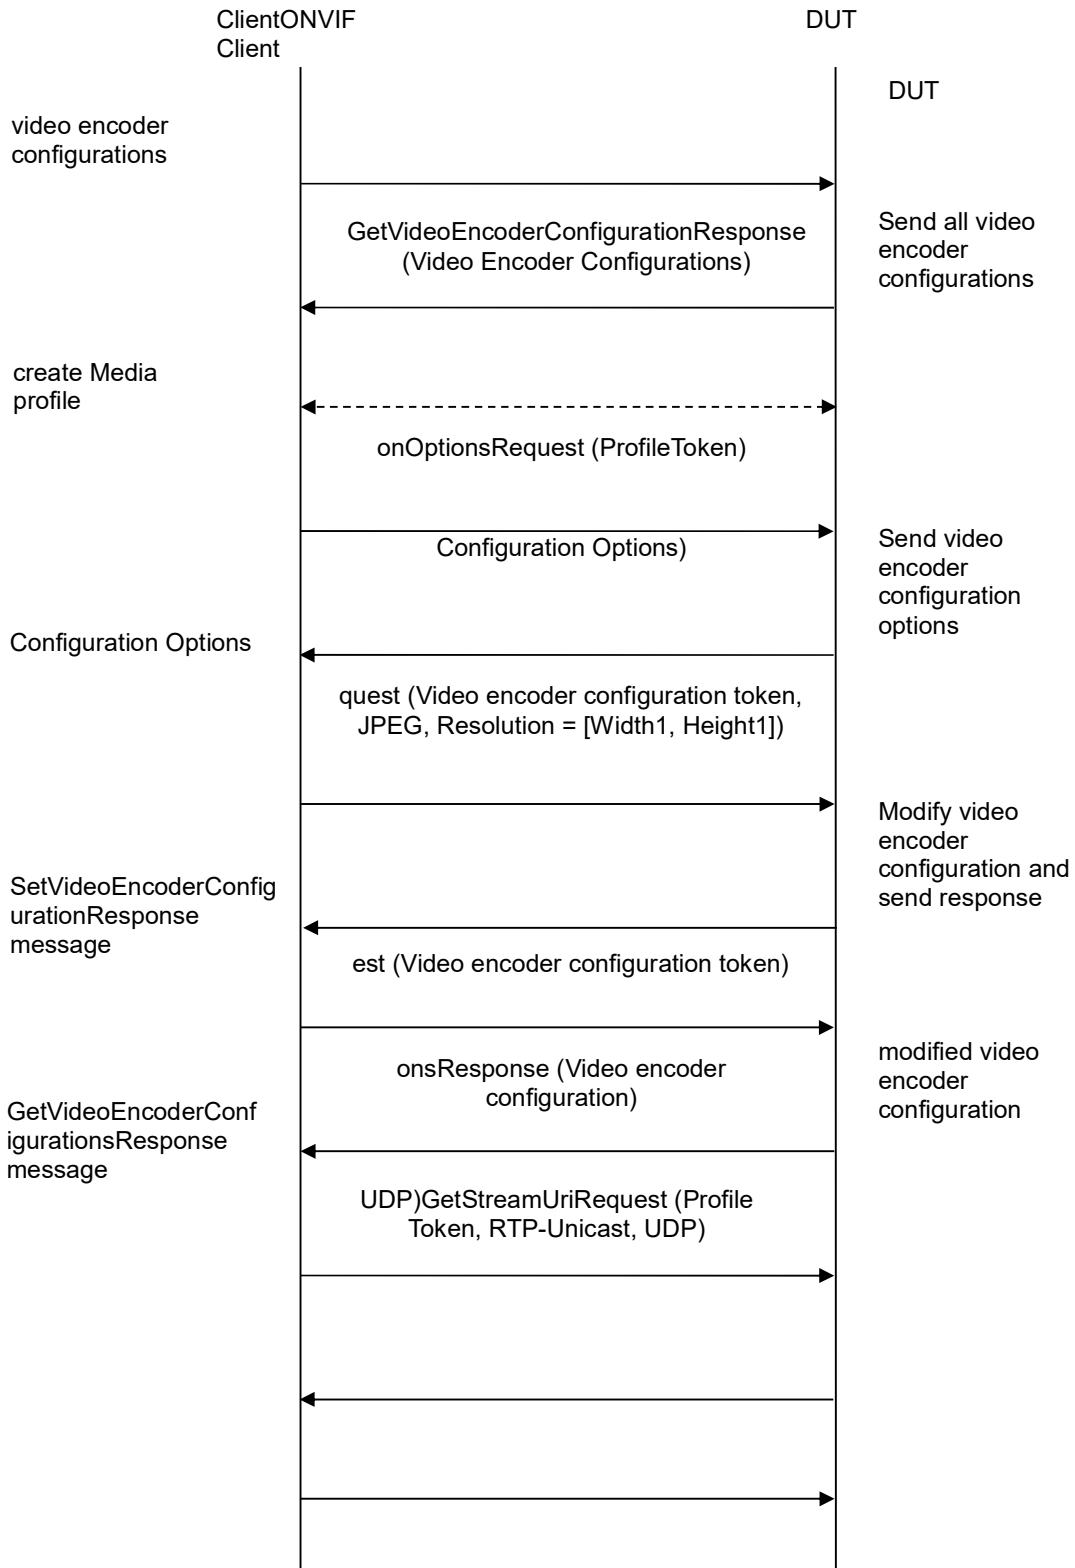 ClientONVIF
Client
DUT
DUT
video encoder
configurations
GetVideoEncoderConfigurationResponse
(Video Encoder Configurations)
Send all video
encoder
configurations
create Media
profile
onOptionsRequest (ProfileToken)
Configuration Options)
Send video
encoder
configuration
options
Configuration Options
quest (Video encoder configuration token,
JPEG, Resolution = [Width1, Height1])
Modify video
encoder
configuration and
send response
SetVideoEncoderConfig
urationResponse
message
est (Video encoder configuration token)
modified video
encoder
configuration
onsResponse (Video encoder
configuration)
GetVideoEncoderConf
igurationsResponse
message
UDP)GetStreamUriRequest (Profile
Token, RTP-Unicast, UDP)